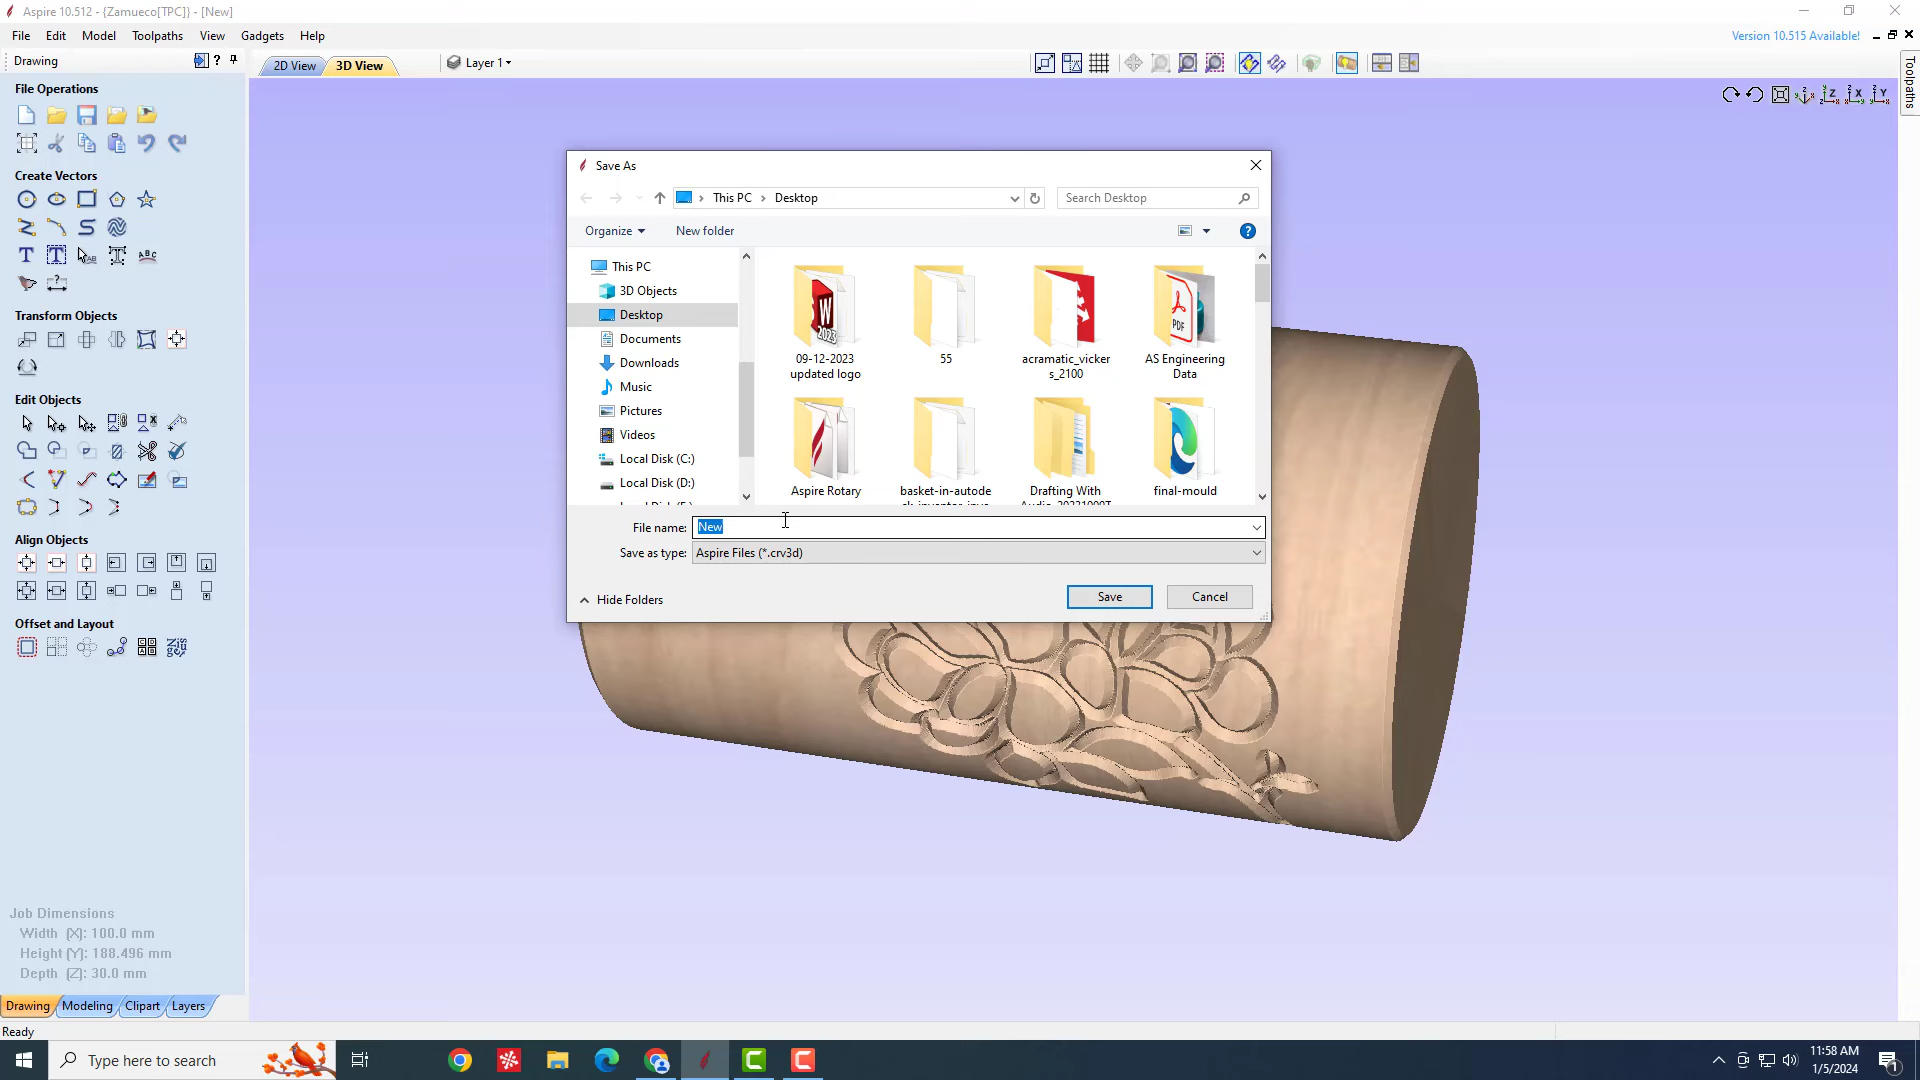 Aspire 10.512 - {Zamueco[TPC]} - [New]
File Edit Model Toolpaths View Gadgets Help
Version 10.515 Available!
Drawing
2D View
3D View
Layer 1
Toolpaths
File Operations
Create Vectors
Transform Objects
Edit Objects
Align Objects
Offset and Layout
Job Dimensions
Width (X): 100.0 mm
Height (Y): 188.496 mm
Depth (Z): 30.0 mm
Drawing Modeling Clipart Layers
Ready
Save As
This PC > Desktop
Search Desktop
Organize
New folder
This PC
3D Objects
Desktop
Documents
Downloads
Music
Pictures
Videos
Local Disk (C:)
Local Disk (D:)
09-12-2023
updated logo
55
acramatic_vicker
s_2100
AS Engineering
Data
Aspire Rotary
basket-in-autode
Drafting With
final-mould
File name: New
Save as type: Aspire Files (*.crv3d)
Hide Folders
Save
Cancel
Type here to search
11:58 AM
1/5/2024